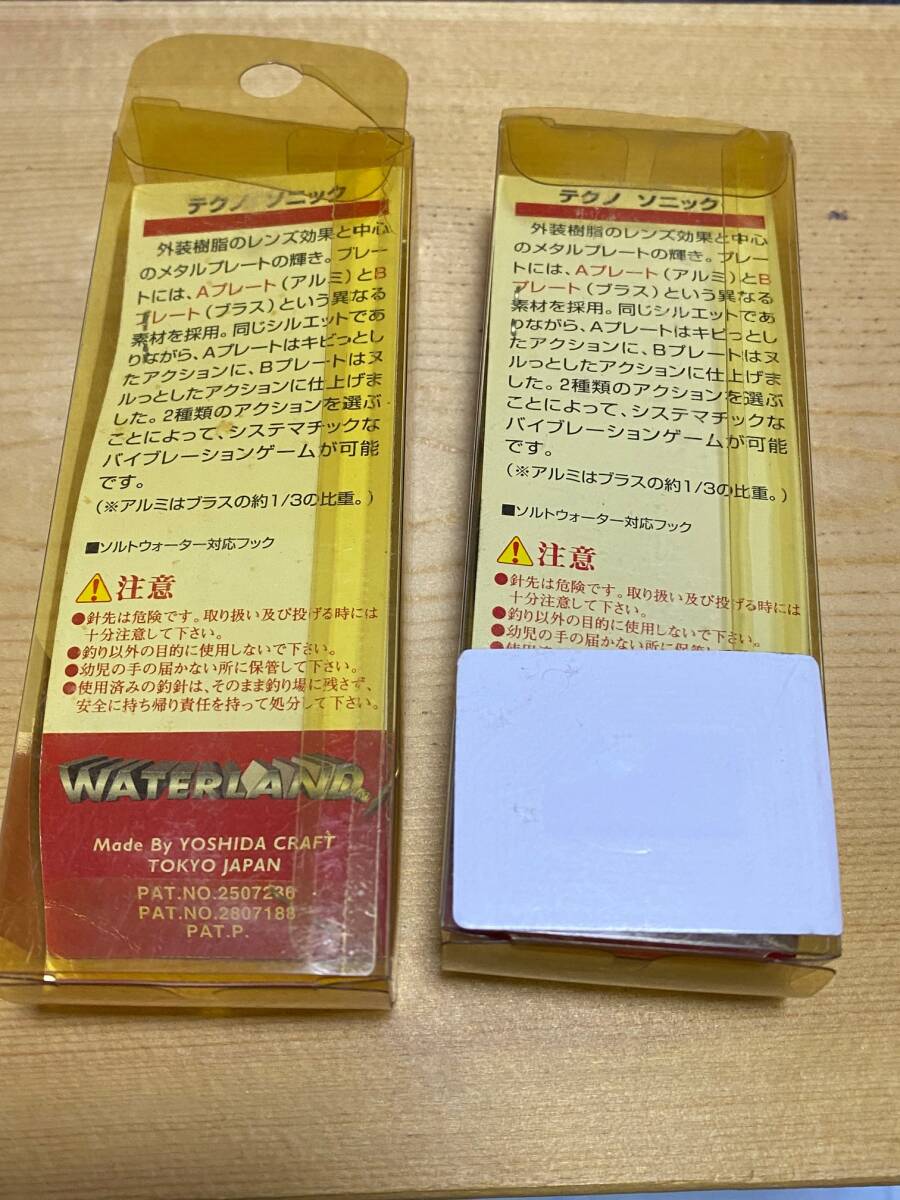 テクノ ソニック
外装樹脂のレンズ効果と中心
のメタルプレートの輝き。プレー
トには、Aプレート(アルミ)とB
プレート(ブラス)という異なる
素材を採用。同じシルエットであ
りながら、Aプレートはキビっとし
たアクションに、Bプレートはヌ
ルっとしたアクションに仕上げま
した。2種類のアクションを選ぶ
ことによって、システマチックな
バイブレーションゲームが可能
です。
(※アルミはブラスの約1/3の比重。)
■ソルトウォーター対応フック
注意
●針先は危険です。取り扱い及び投げる時には
十分注意して下さい。
●釣り以外の目的に使用しないで下さい。
●幼児の手の届かない所に保管して下さい。
●使用済みの釣針は、そのまま釣り場に残さず、
安全に持ち帰り責任を持って処分して下さい。
WATERLAND
Made By YOSHIDA CRAFT
TOKYO JAPAN
PAT.NO.2507236
PAT.NO.2807188
PAT.P.
テクノ ソニック
外装樹脂のレンズ効果と中心
のメタルプレートの輝き。プレー
トには、Aプレート(アルミ)とB
プレート(ブラス)という異なる
素材を採用。同じシルエットであ
りながら、Aプレートはキビっとし
たアクションに、Bプレートはヌ
ルっとしたアクションに仕上げま
した。2種類のアクションを選ぶ
ことによって、システマチックな
バイブレーションゲームが可能
です。
(※アルミはブラスの約1/3の比重。)
■ソルトウォーター対応フック
注意
●針先は危険です。取り扱い及び投げる時には
十分注意して下さい。
●釣り以外の目的に使用しないで下さい。
●幼児の手の届かない所に保管し